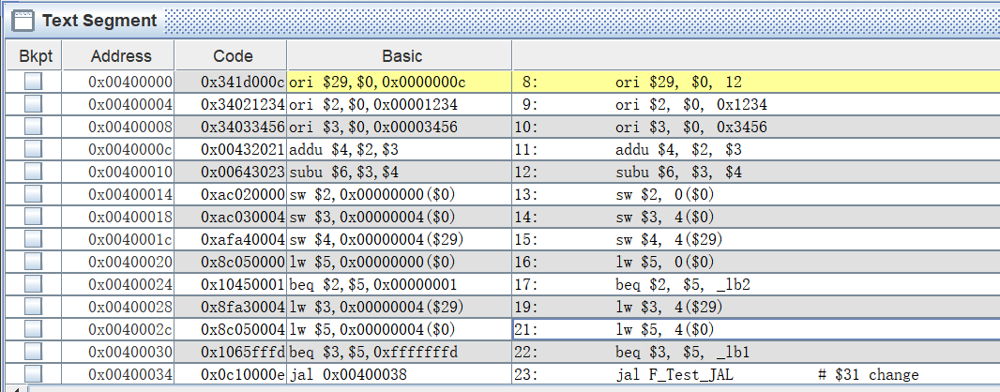 Text Segment
Bkpt Address Code Basic
0x00400000 0x341d000c ori $29,$0,0x0000000c 8: ori $29, $0, 12
0x00400004 0x34021234 ori $2,$0,0x00001234 9: ori $2, $0, 0x1234
0x00400008 0x34033456 ori $3,$0,0x00003456 10: ori $3, $0, 0x3456
0x0040000c 0x00432021 addu $4,$2,$3 11: addu $4, $2, $3
0x00400010 0x00643023 subu $6,$3,$4 12: subu $6, $3, $4
0x00400014 0xac020000 sw $2,0x00000000($0) 13: sw $2, 0($0)
0x00400018 0xac030004 sw $3,0x00000004($0) 14: sw $3, 4($0)
0x0040001c 0xafa40004 sw $4,0x00000004($29) 15: sw $4, 4($29)
0x00400020 0x8c050000 lw $5,0x00000000($0) 16: lw $5, 0($0)
0x00400024 0x10450001 beq $2,$5,0x00000001 17: beq $2, $5, _lb2
0x00400028 0x8fa30004 lw $3,0x00000004($29) 19: lw $3, 4($29)
0x0040002c 0x8c050004 lw $5,0x00000004($0) 21: lw $5, 4($0)
0x00400030 0x1065fffd beq $3,$5,0xfffffffd 22: beq $3, $5, _lb1
0x00400034 0x0c10000e jal 0x00400038 23: jal F_Test_JAL # $31 change